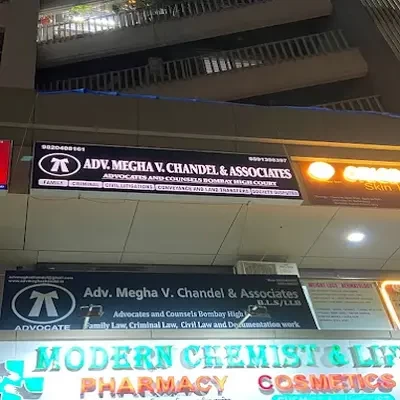 9820488161
ADV. MEGHA V. CHANDEL & ASSOCIATES
ADVOCATES AND COUNSELS BOMBAY HIGH COURT
FAMILY CRIMINAL CIVIL LITIGATIONS CONVEYANCE AND LAND TRANSFERS SOCIETY DISPUTES
Skin
Adv. Megha V. Chandel & Associates
B.L.S/LLB
Advocates and Counsels Bombay High
Family Law, Criminal Law, Civil Law and Documentation work
ADVOCATE
MODERN CHEMIST & LIF
PHARMACY COSMETICS